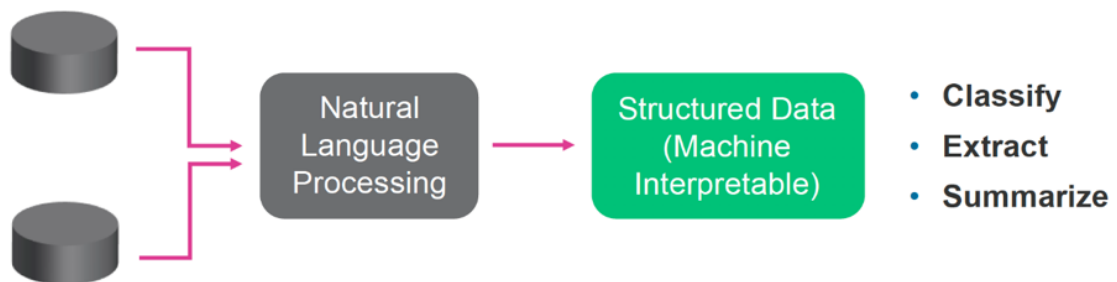 Natural
Language
Processing
Structured Data
(Machine
Interpretable)
• Classify
• Extract
• Summarize